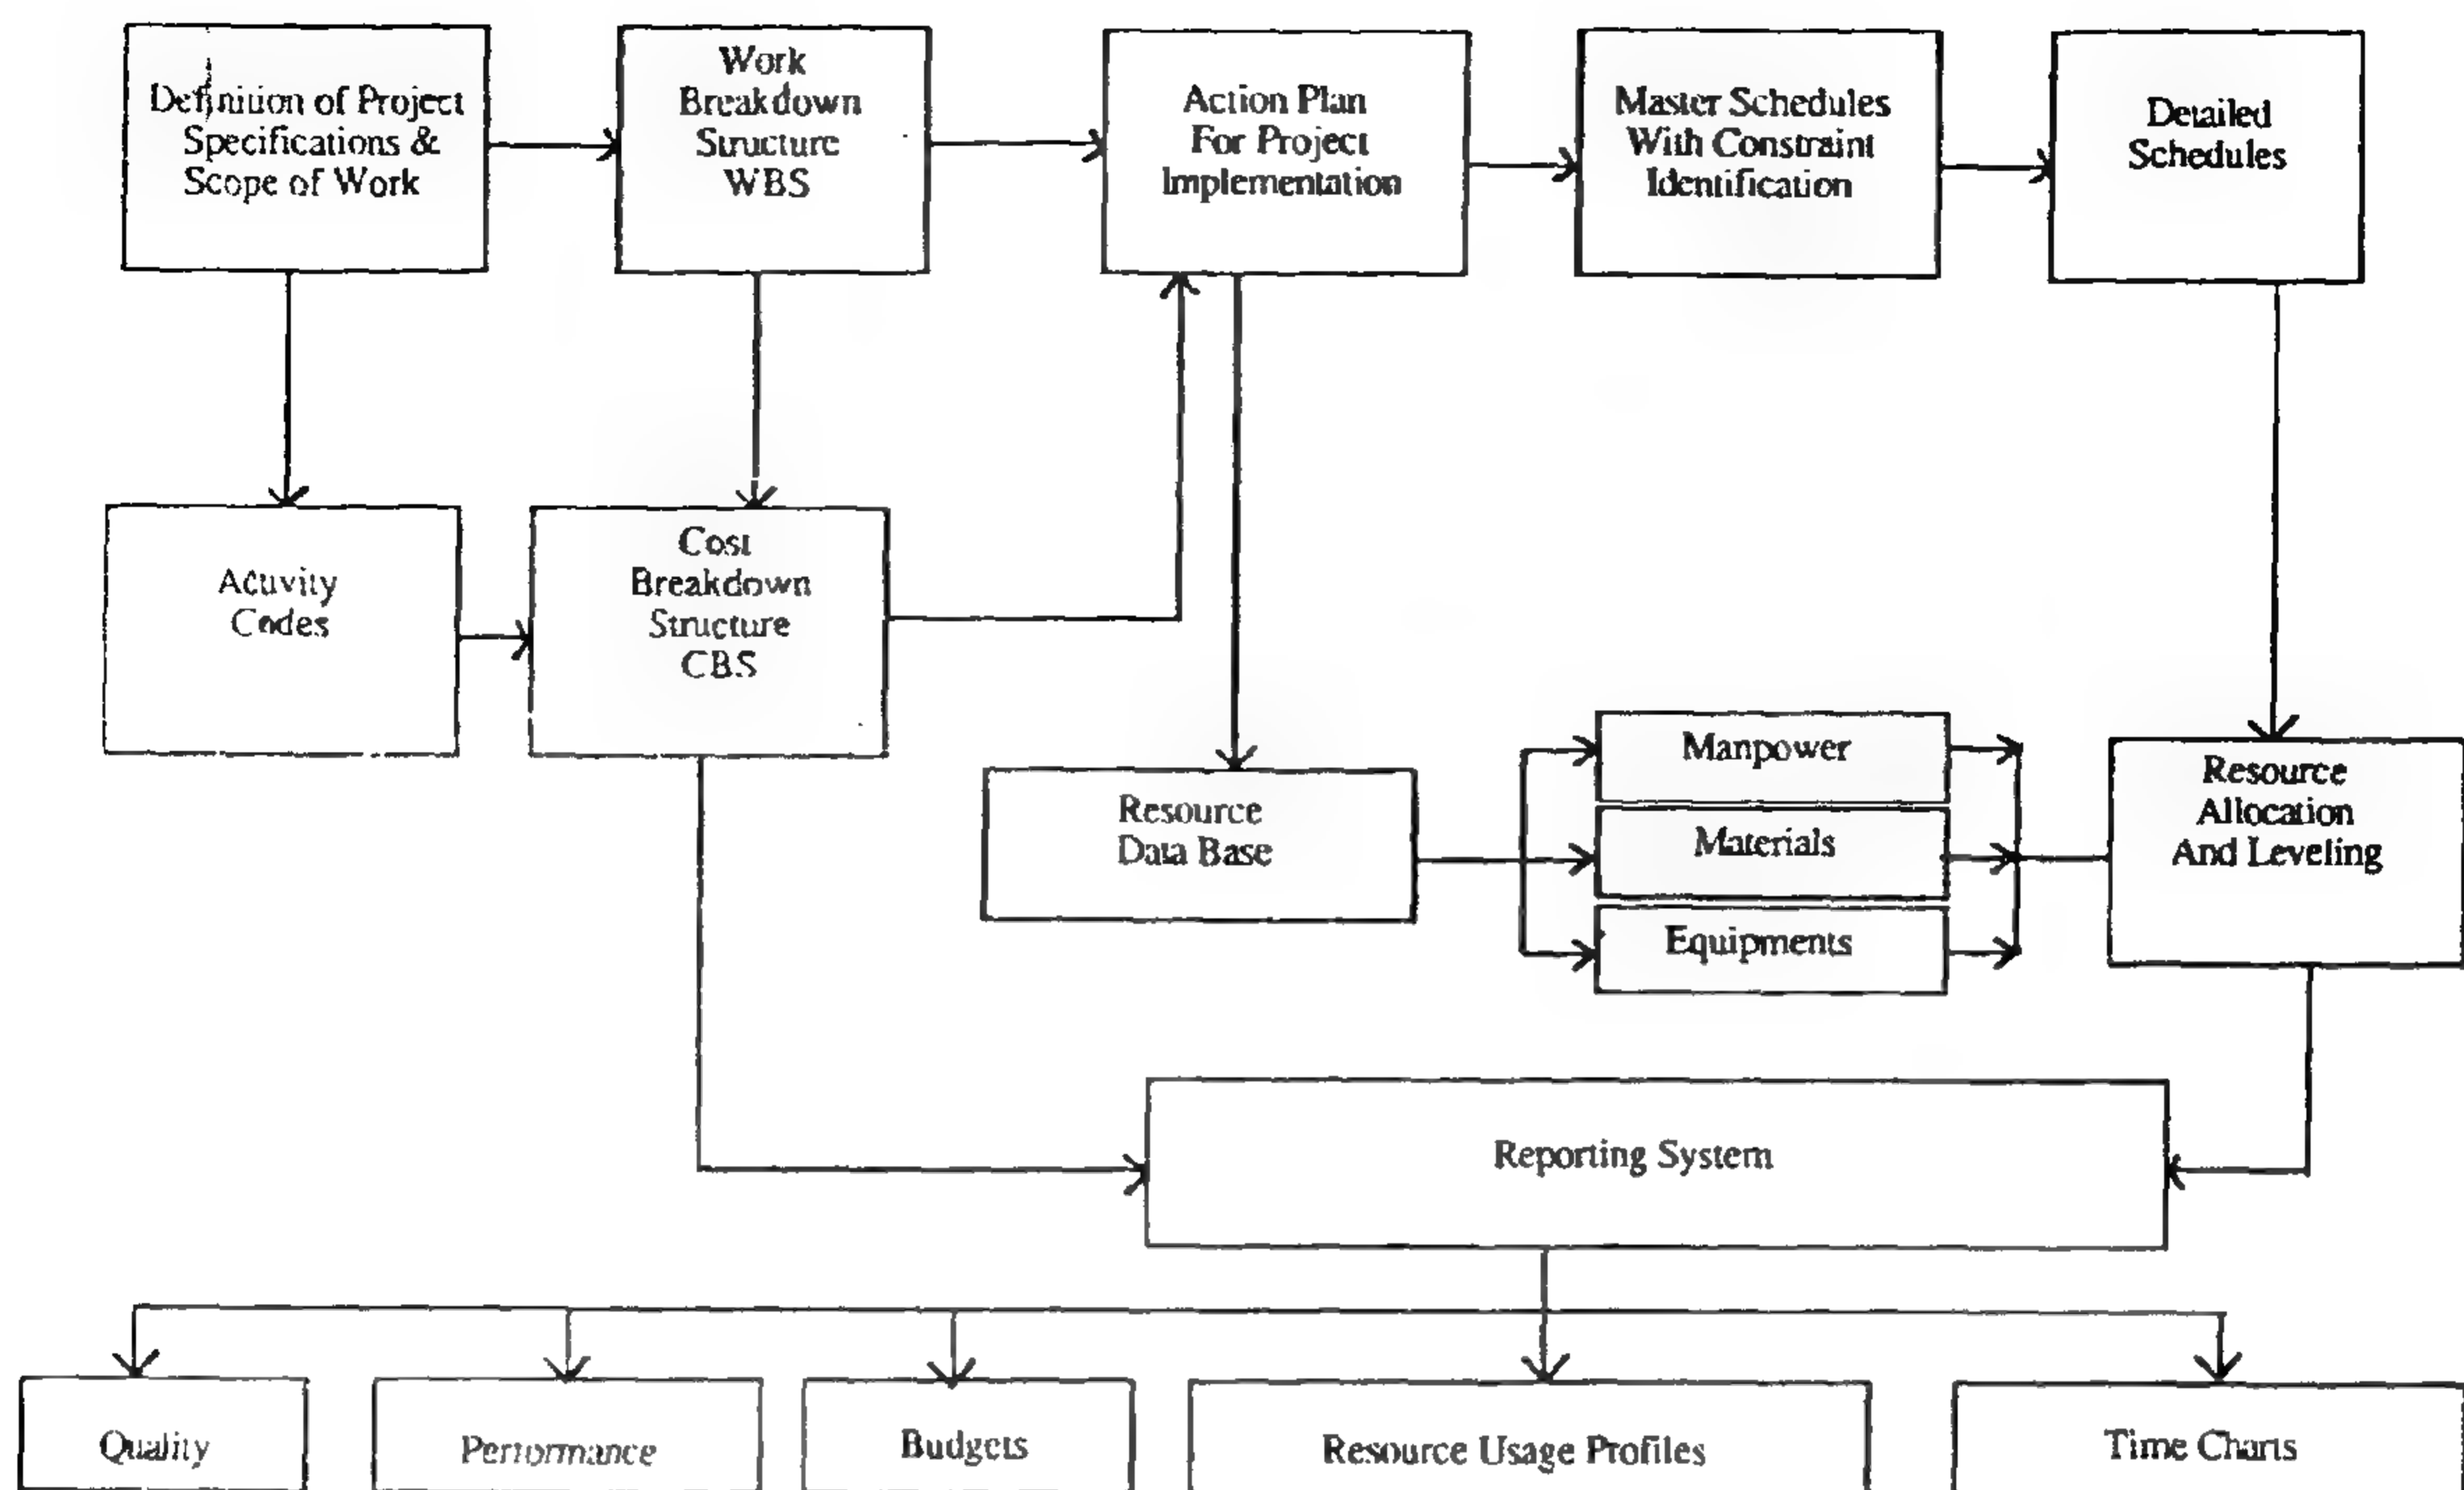 Definition of Project
Specifications &
Scope of Work
Work
Breakdown
Structure
WBS
Action Plan
For Project
Implementation
Master Schedules
With Constraint
Identification
Detailed
Schedules
Activity
Codes
Cost
Breakdown
Structure
CBS
Resource
Data Base
Manpower
Materials
Equipments
Resource
Allocation
And Leveling
Reporting System
Quality
Performance
Budgets
Resource Usage Profiles
Time Charts